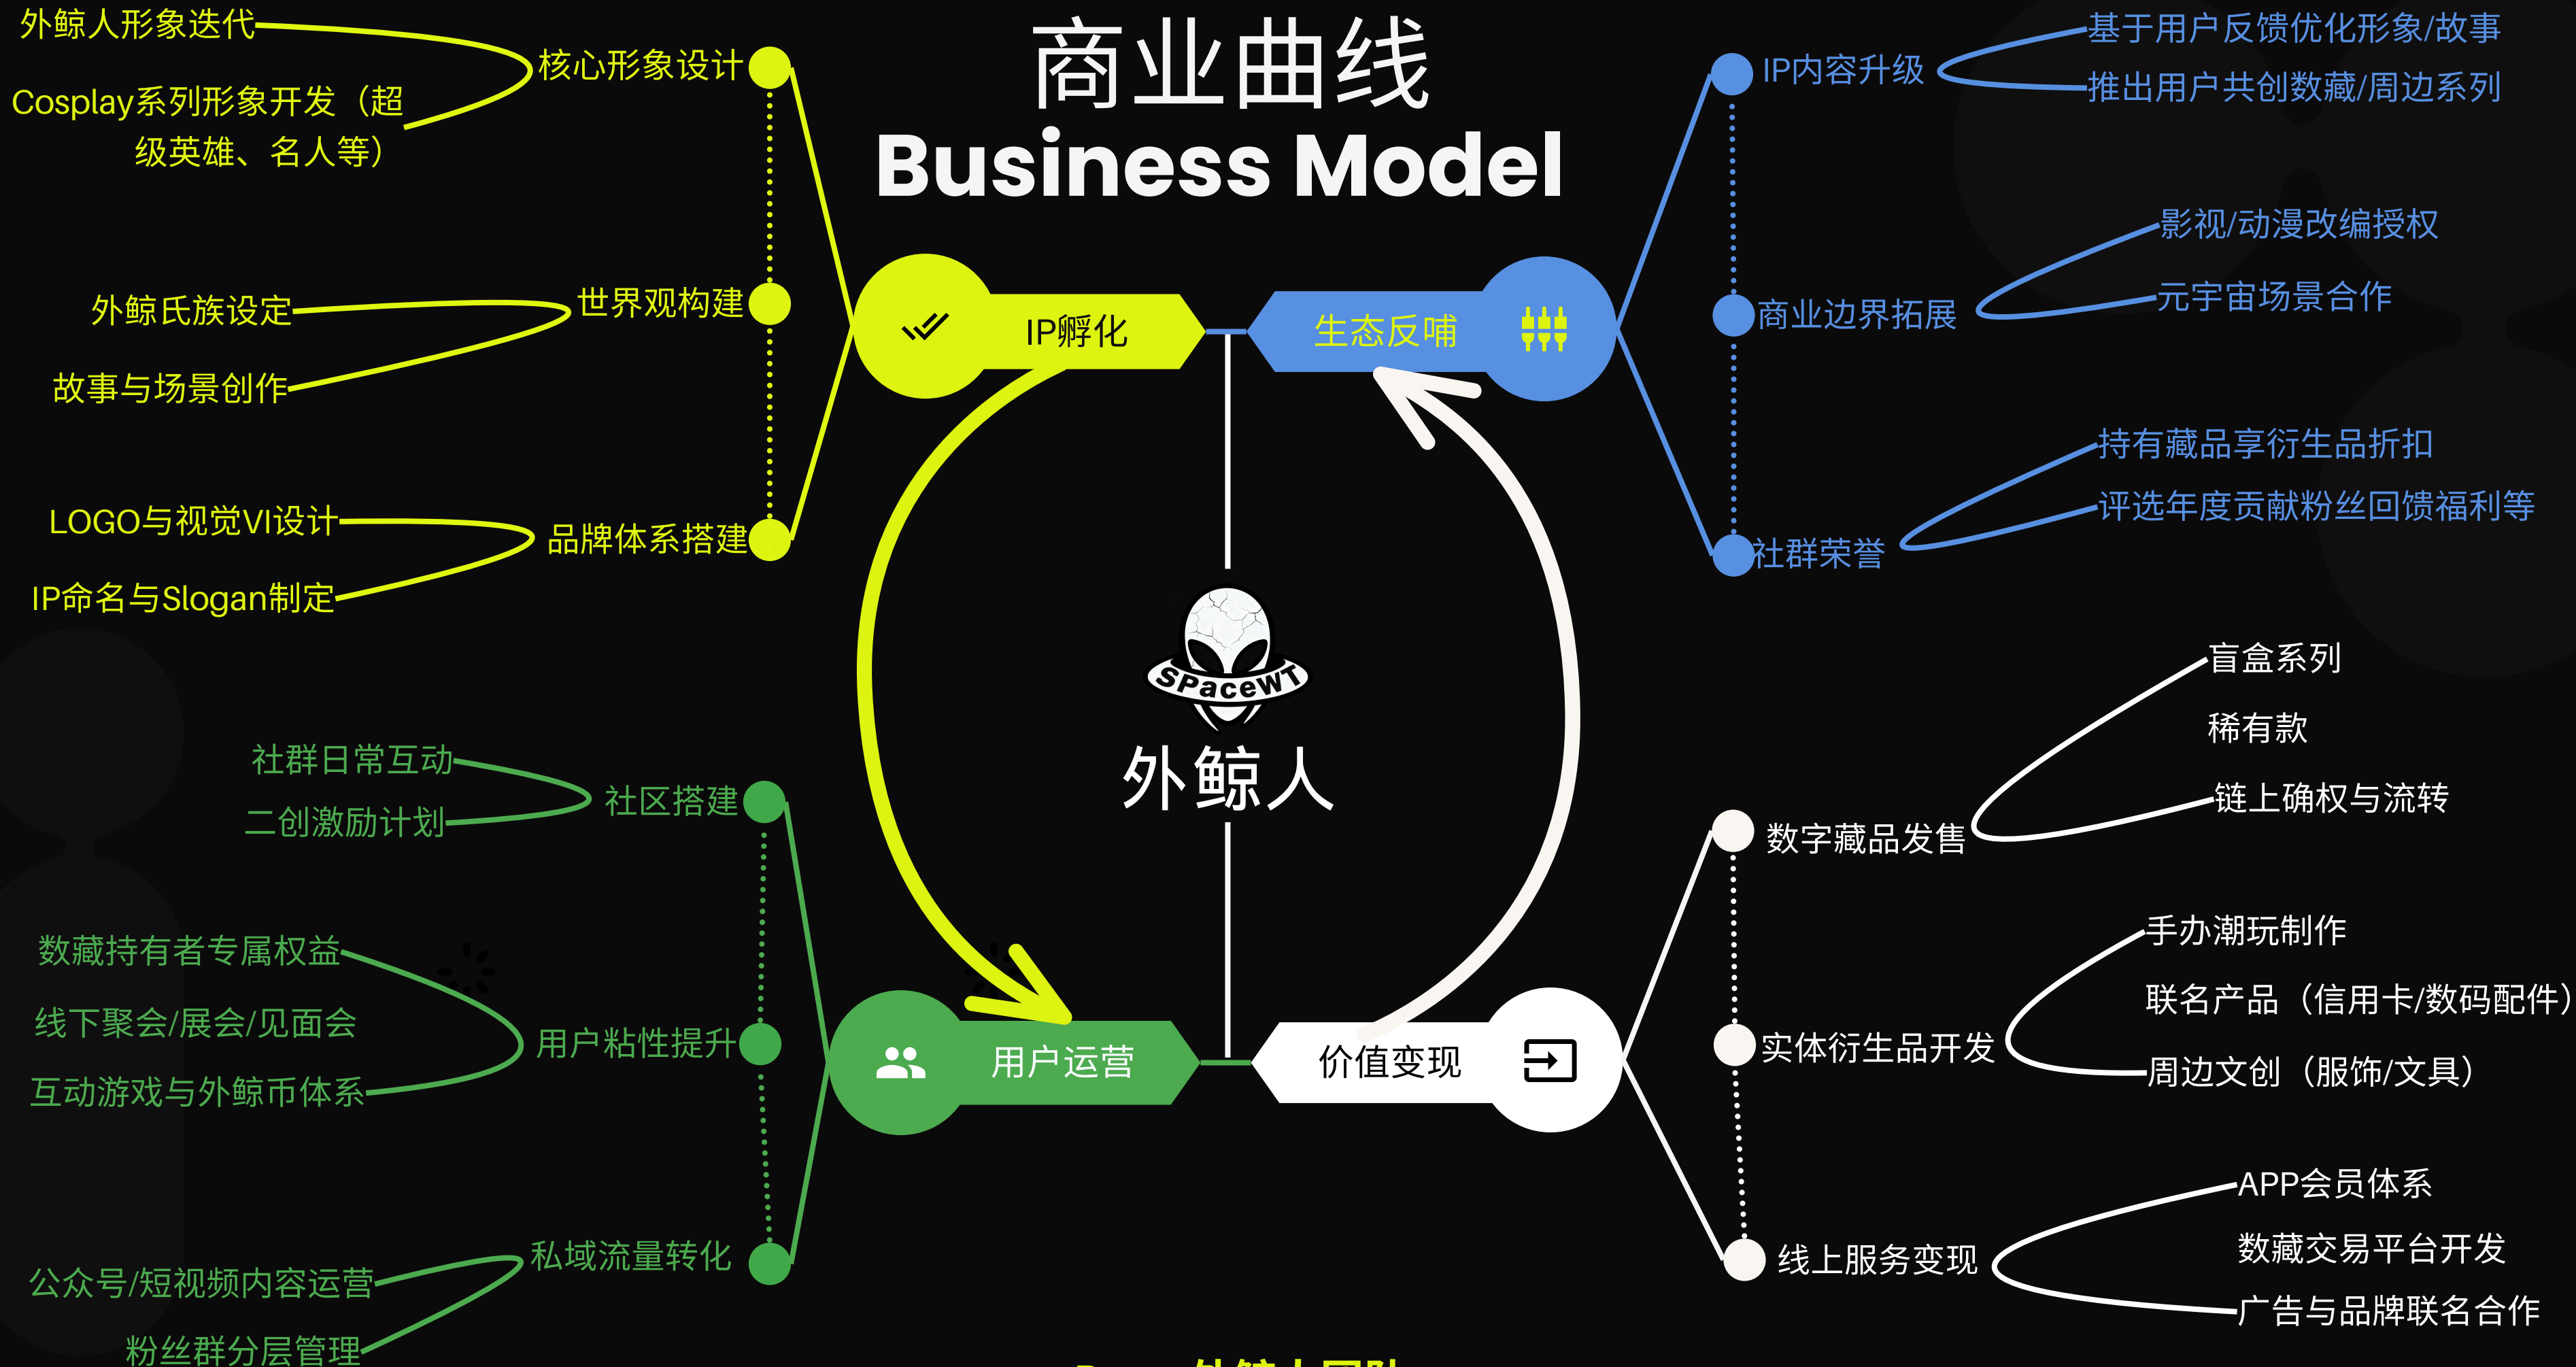 商业曲线
Business Model
外鲸人形象迭代
Cosplay系列形象开发（超
级英雄、名人等）
核心形象设计
外鲸氏族设定
故事与场景创作
世界观构建
LOGO与视觉VI设计
IP命名与Slogan制定
品牌体系搭建
IP孵化
生态反哺
IP内容升级
基于用户反馈优化形象/故事
推出用户共创数藏/周边系列
商业边界拓展
影视/动漫改编授权
元宇宙场景合作
社群荣誉
持有藏品享衍生品折扣
评选年度贡献粉丝回馈福利等
SPaceWT
外鲸人
社群日常互动
二创激励计划
社区搭建
数藏持有者专属权益
线下聚会/展会/见面会
互动游戏与外鲸币体系
用户粘性提升
公众号/短视频内容运营
粉丝群分层管理
私域流量转化
用户运营
价值变现
数字藏品发售
盲盒系列
稀有款
链上确权与流转
实体衍生品开发
手办潮玩制作
联名产品（信用卡/数码配件）
周边文创（服饰/文具）
线上服务变现
APP会员体系
数藏交易平台开发
广告与品牌联名合作